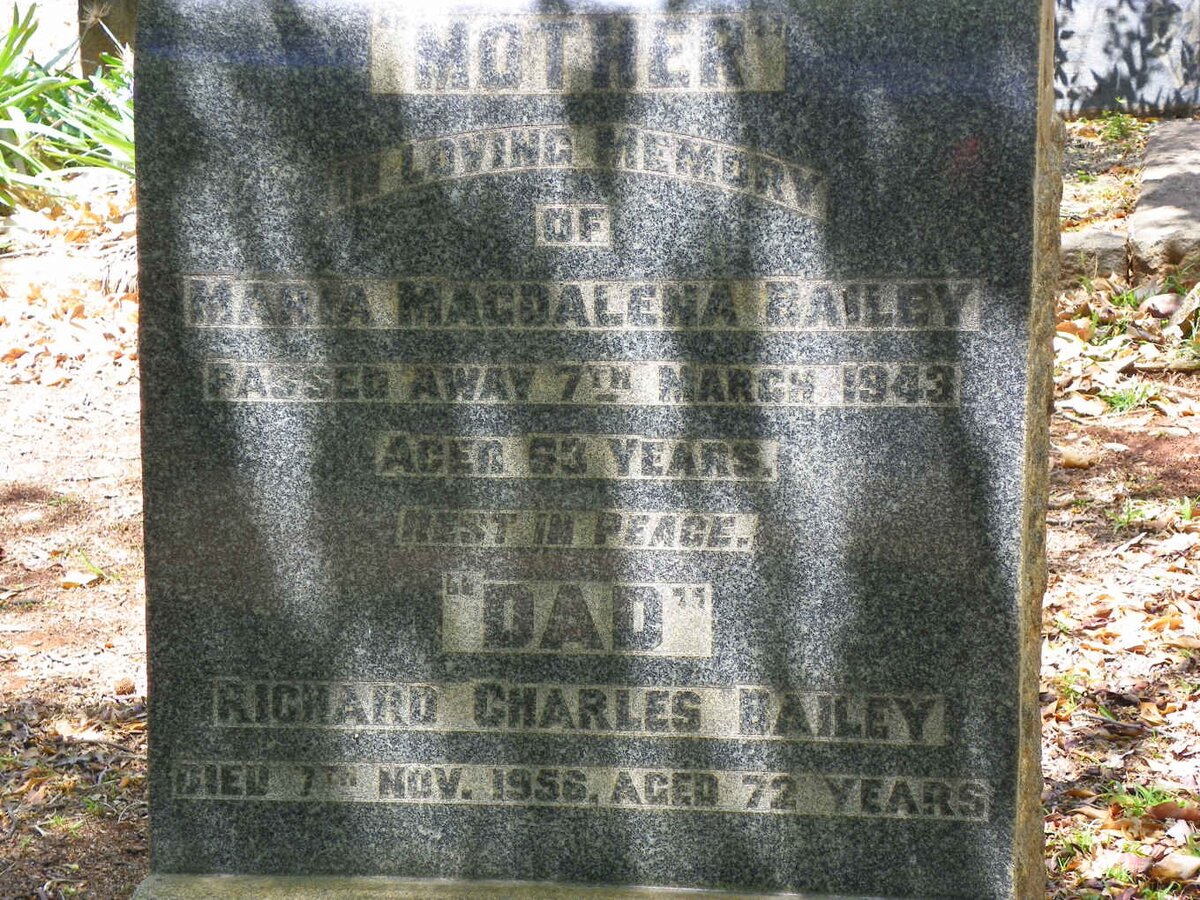 "MOTHER"
IN LOVING MEMORY
OF
MARIA MAGDALENA BAILEY
PASSED AWAY 7TH MARCH 1943
AGED 63 YEARS.
REST IN PEACE.
"DAD"
RICHARD CHARLES BAILEY
DIED 7TH NOV. 1956, AGED 72 YEARS